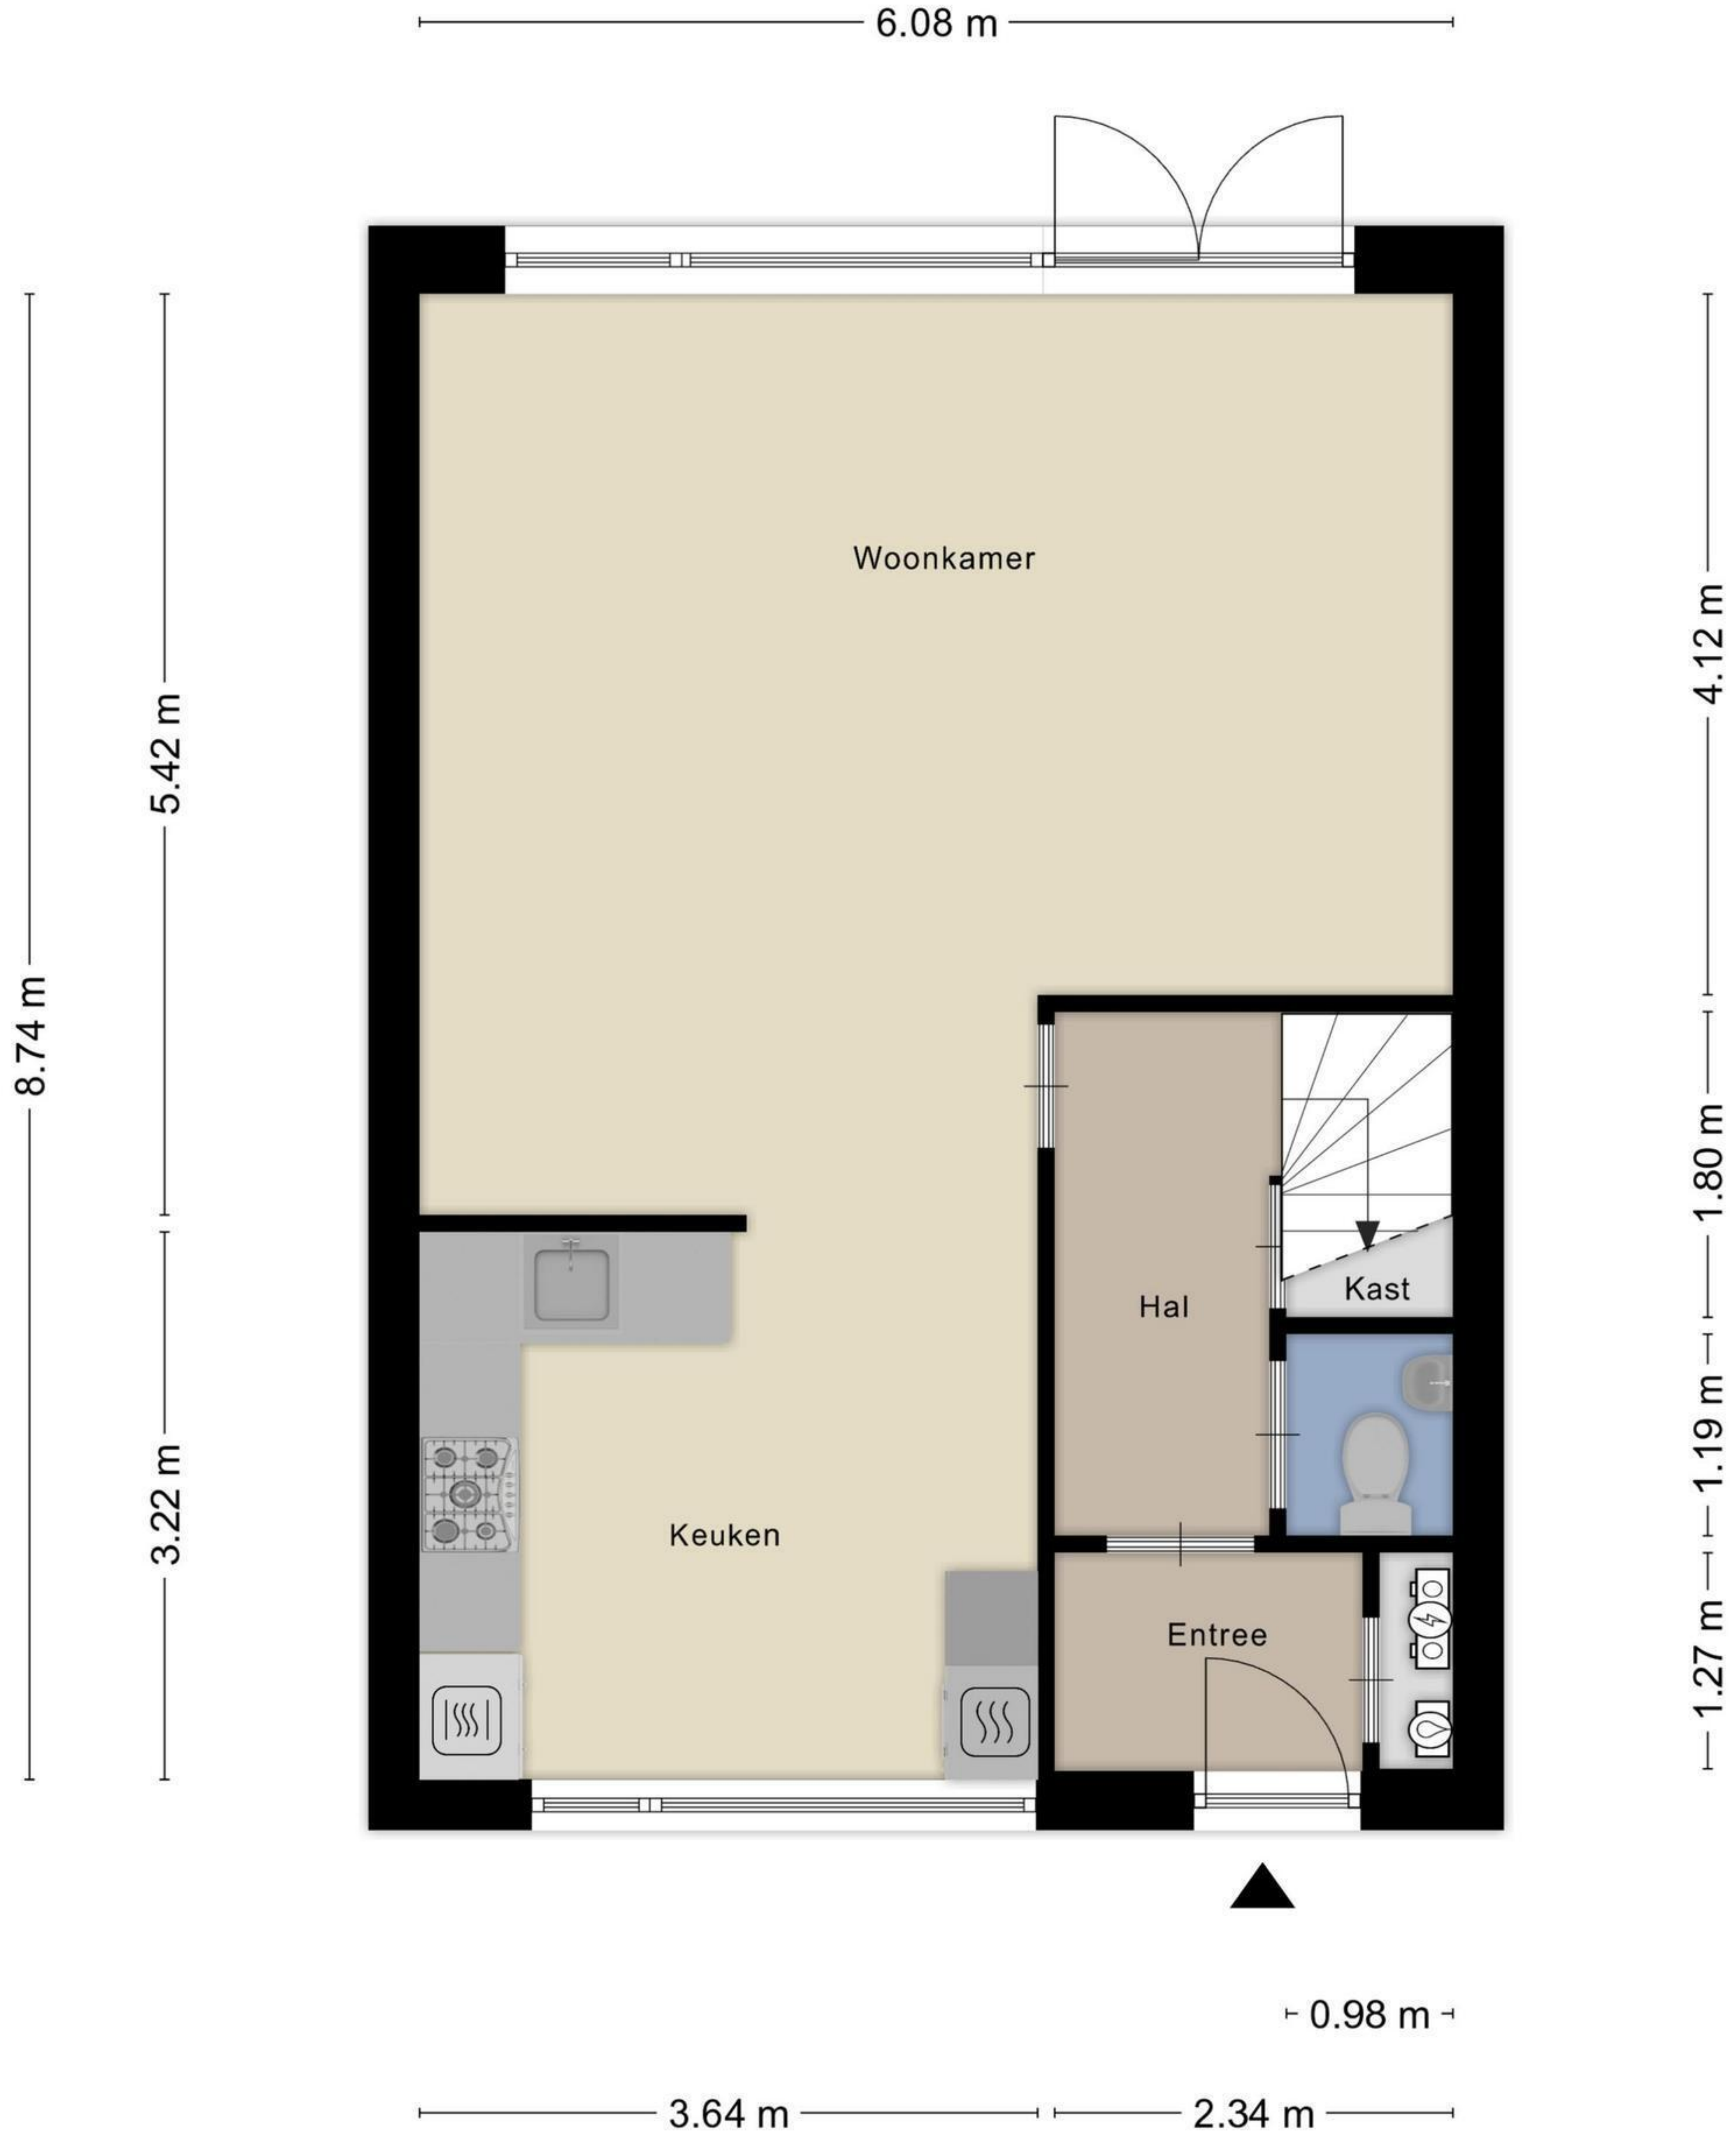 6.08 m
Woonkamer
4.12 m
5.42 m
8.74 m
1.80 m
Kast
Hal
1.19 m
3.22 m
Keuken
Entree
1.27 m
0.98 m
3.64 m
2.34 m